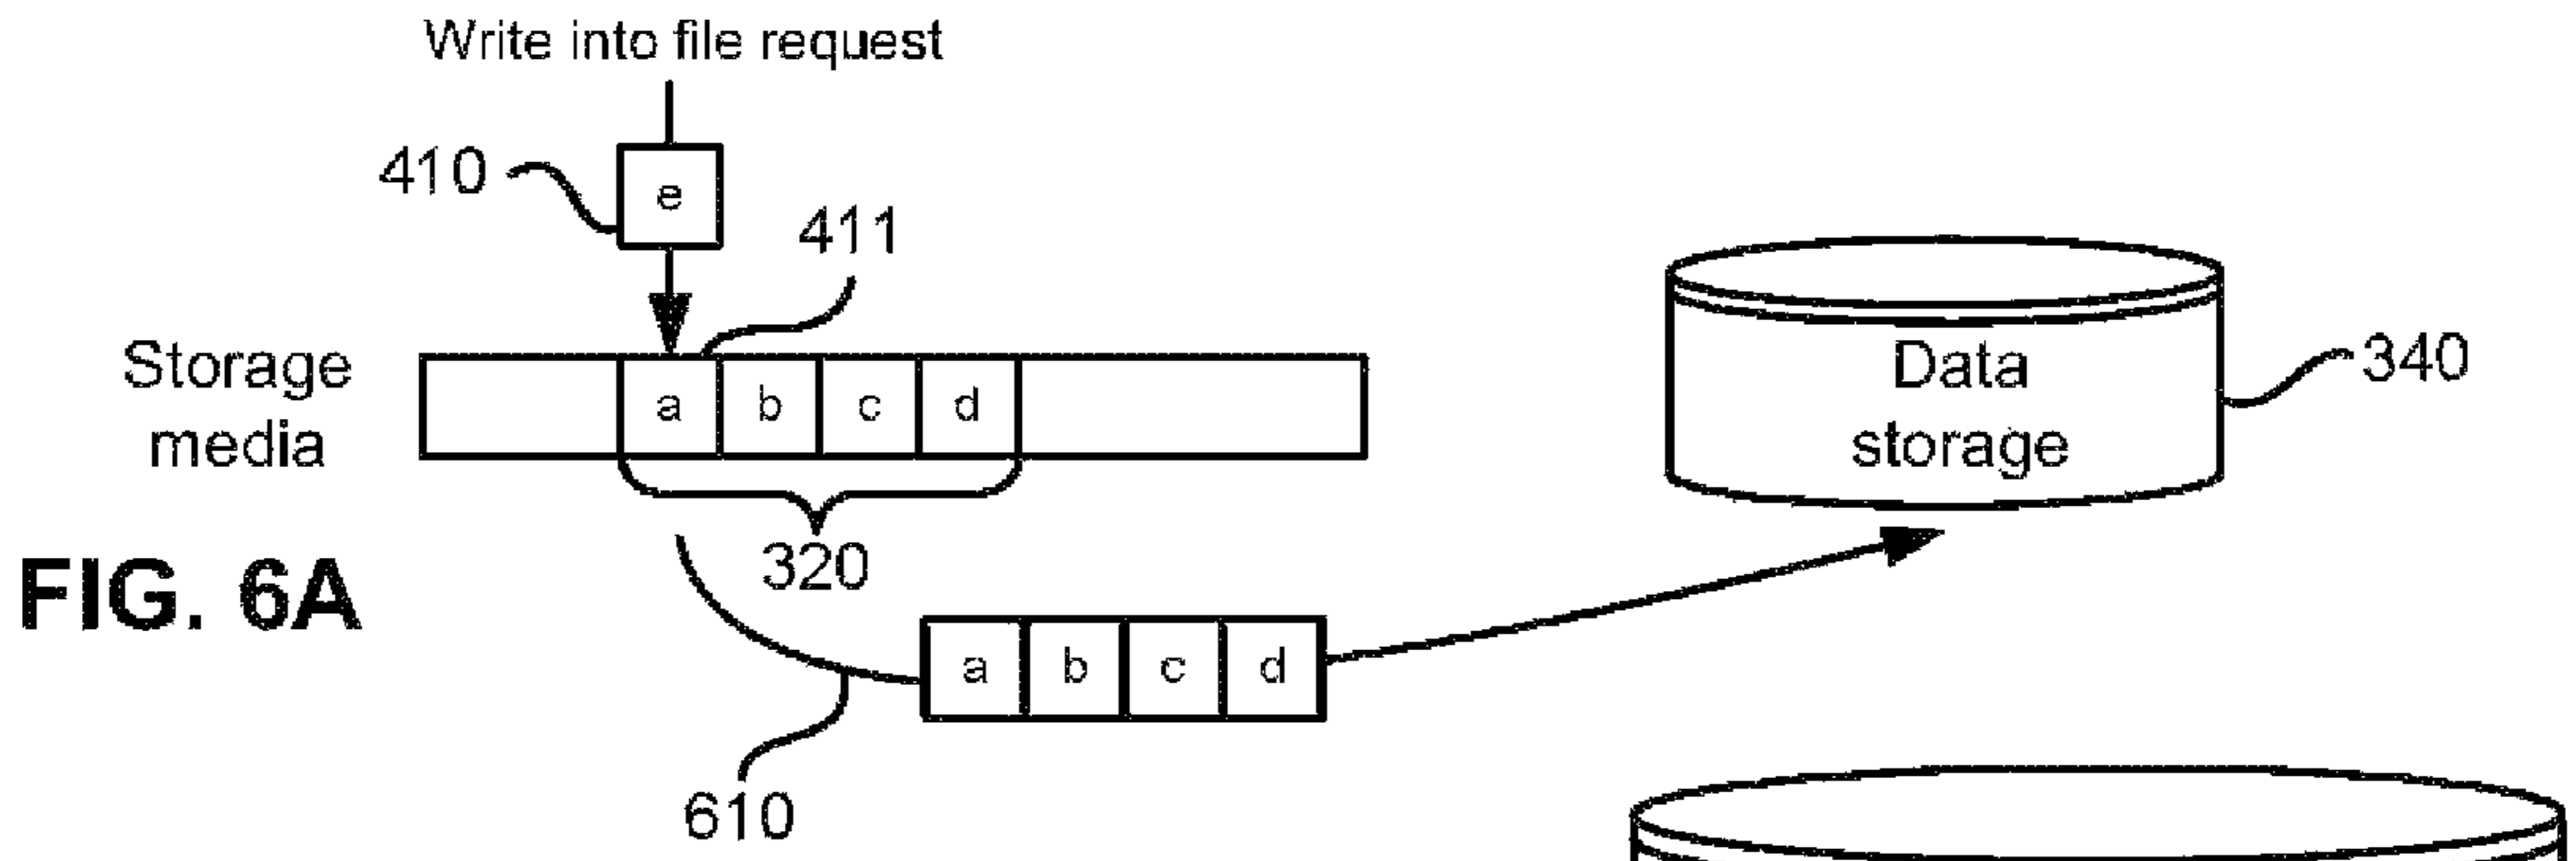 Write into file request
410
e
411
Storage
media
a b c d
Data
storage
340
320
FIG. 6A
a b c d
610